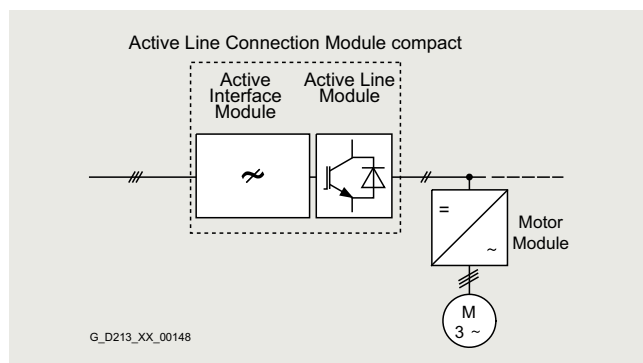 Active Line Connection Module compact
Active
Interface
Module
Active Line
Module
=
~
Motor
Module
M
3 ~
G_D213_XX_00148